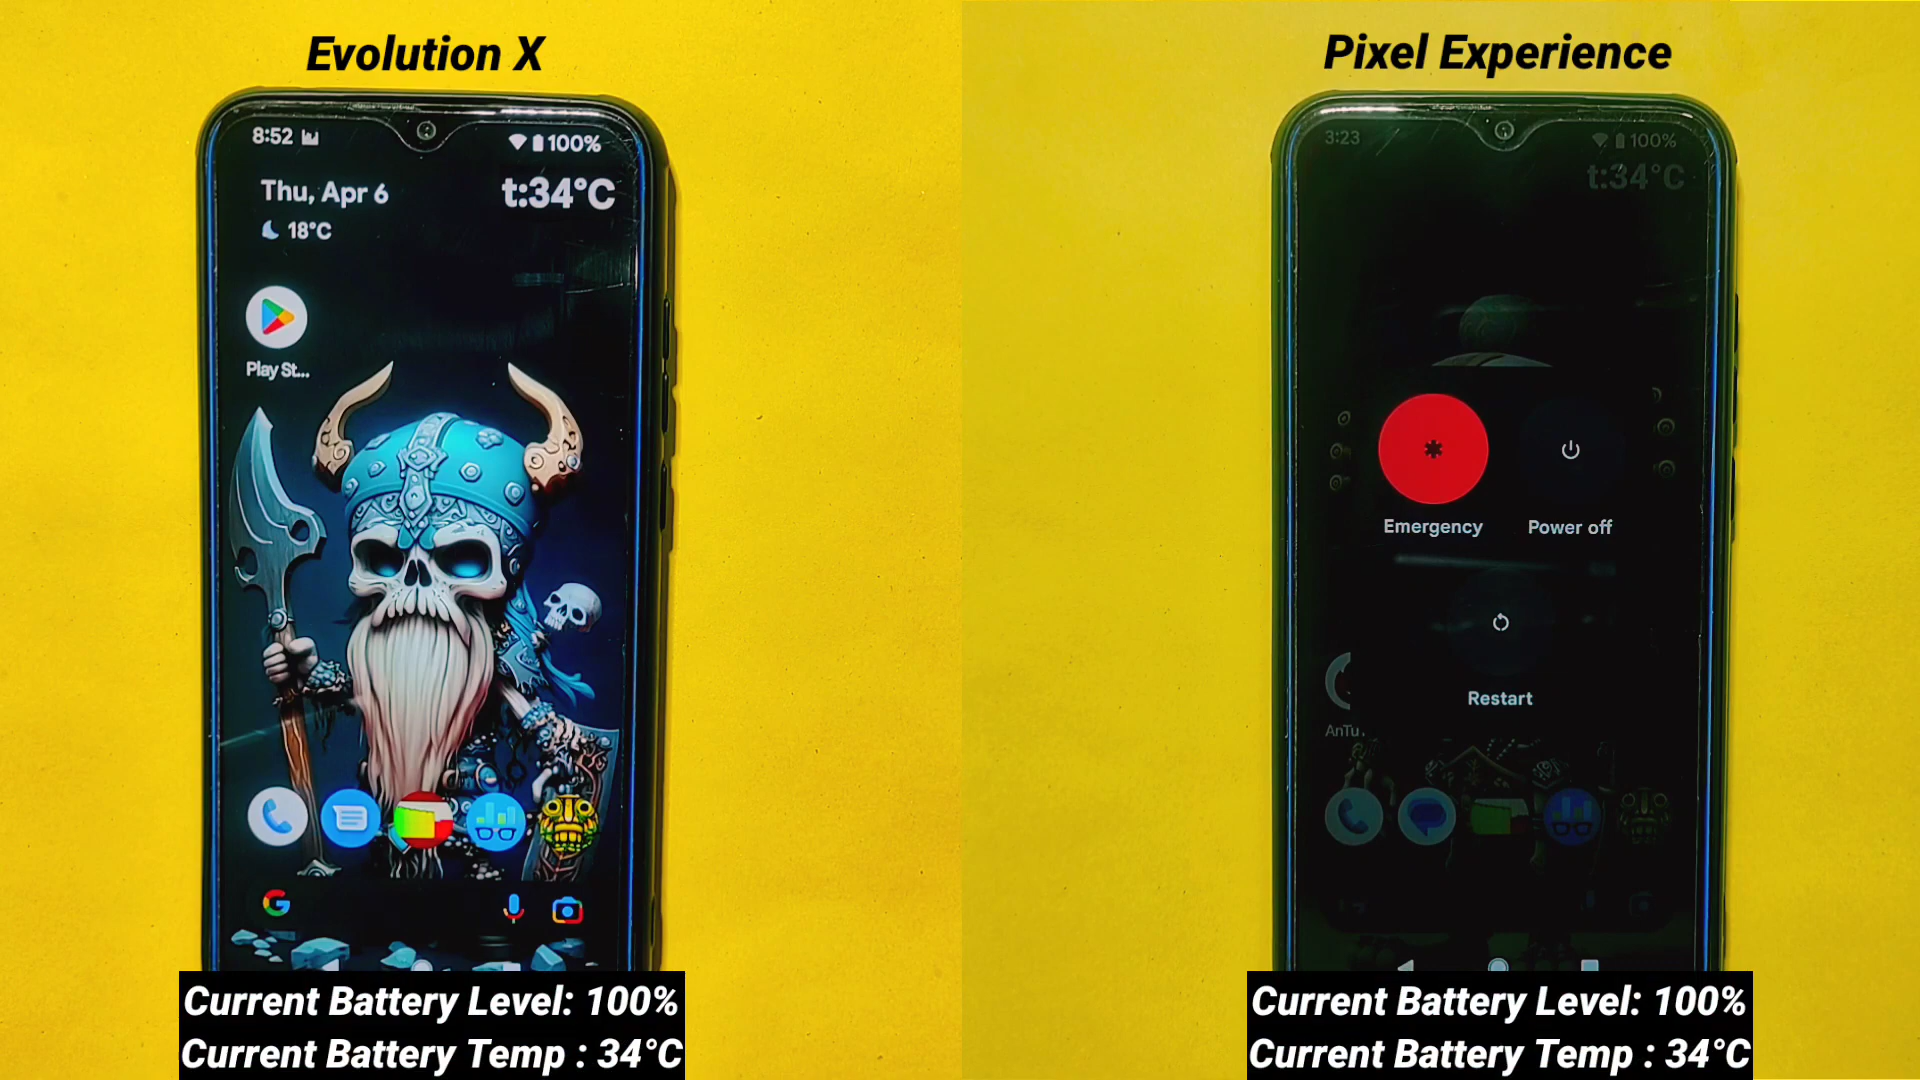 Evolution X
8:52
100%
Thu, Apr 6
t:34°C
18°C
Play St...
Current Battery Level: 100%
Current Battery Temp : 34°C
Pixel Experience
3:23
100%
t:34°C
Emergency
Power off
Restart
AnTu.
Current Battery Level: 100%
Current Battery Temp : 34°C